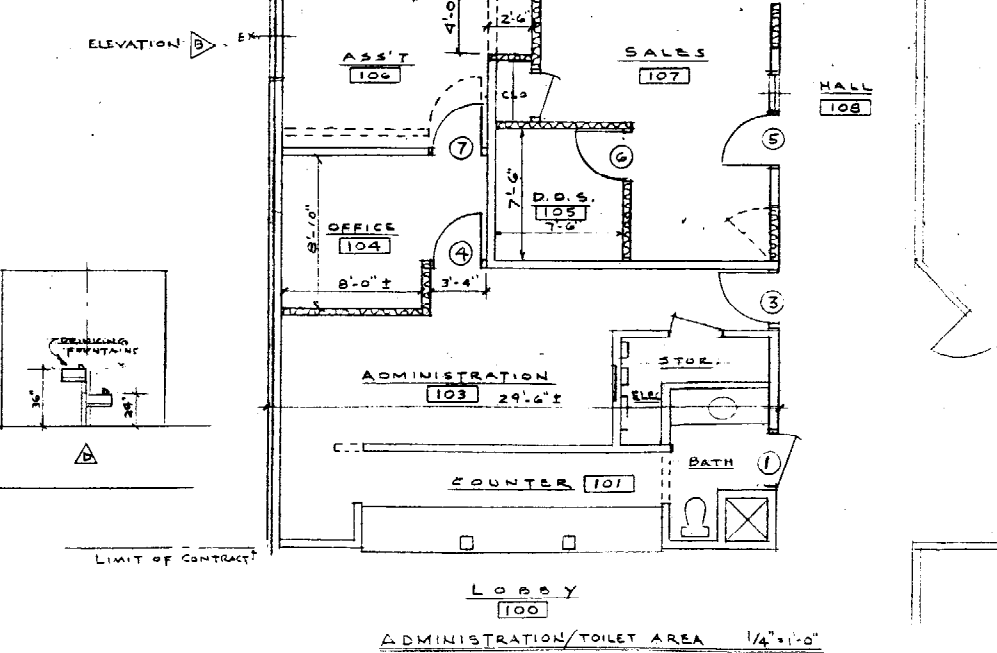 4'-0
2'-6"
ELEVATION B
EX
ASS'T
106
SALES
107
HALL
108
CLO
5
7
6
7'-6"
D.O.S.
105
7'-6"
OFFICE
104
8'-10"
4
8'-0" ±
3'-4"
3
DRINKING
FOUNTAINS
36"
24"
D
STOR.
ADMINISTRATION
103
29'-6" ±
ELEC
BATH
1
COUNTER 101
LIMIT OF CONTRACT
LOBBY
100
ADMINISTRATION/TOILET AREA 1/4"=1'-0"